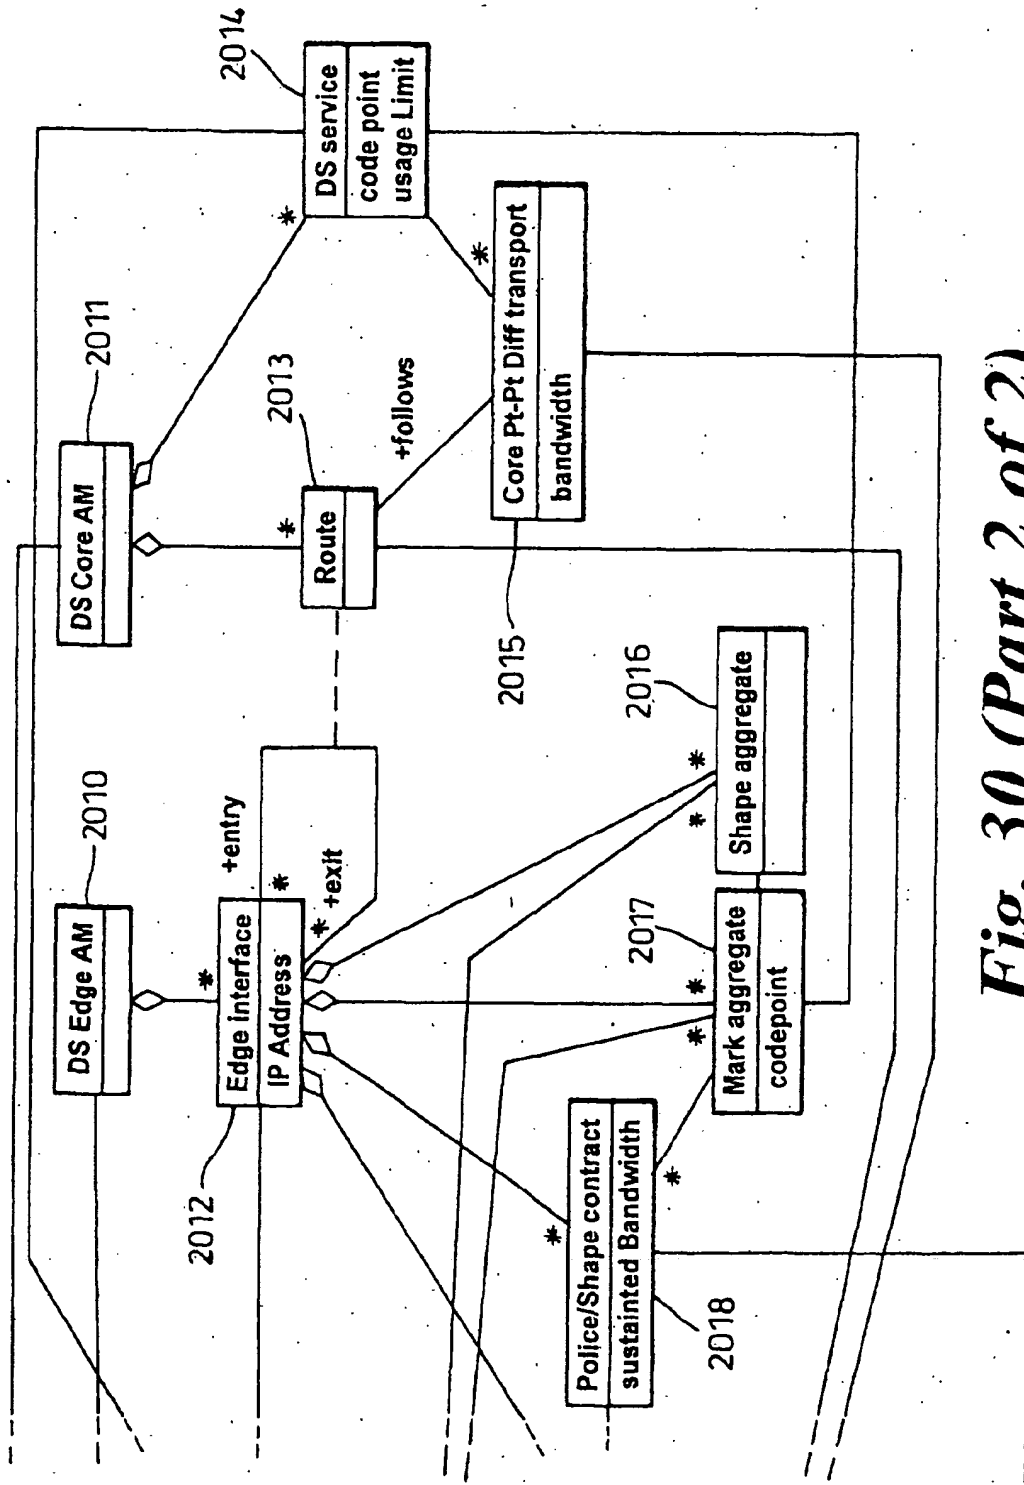 2010
DS Edge AM
2011
DS Core AM
2014
DS service
code point
usage Limit
*
2012
Edge interface
IP Address
*
+entry
*
+exit
*
2013
Route
*
+follows
2015
Core Pt-Pt Diff transport
bandwidth
*
2018
Police/Shape contract
sustainted Bandwidth
*
*
2017
Mark aggregate
codepoint
*
*
2016
Shape aggregate
*
*
Fig. 30 (Part 2 of 2)